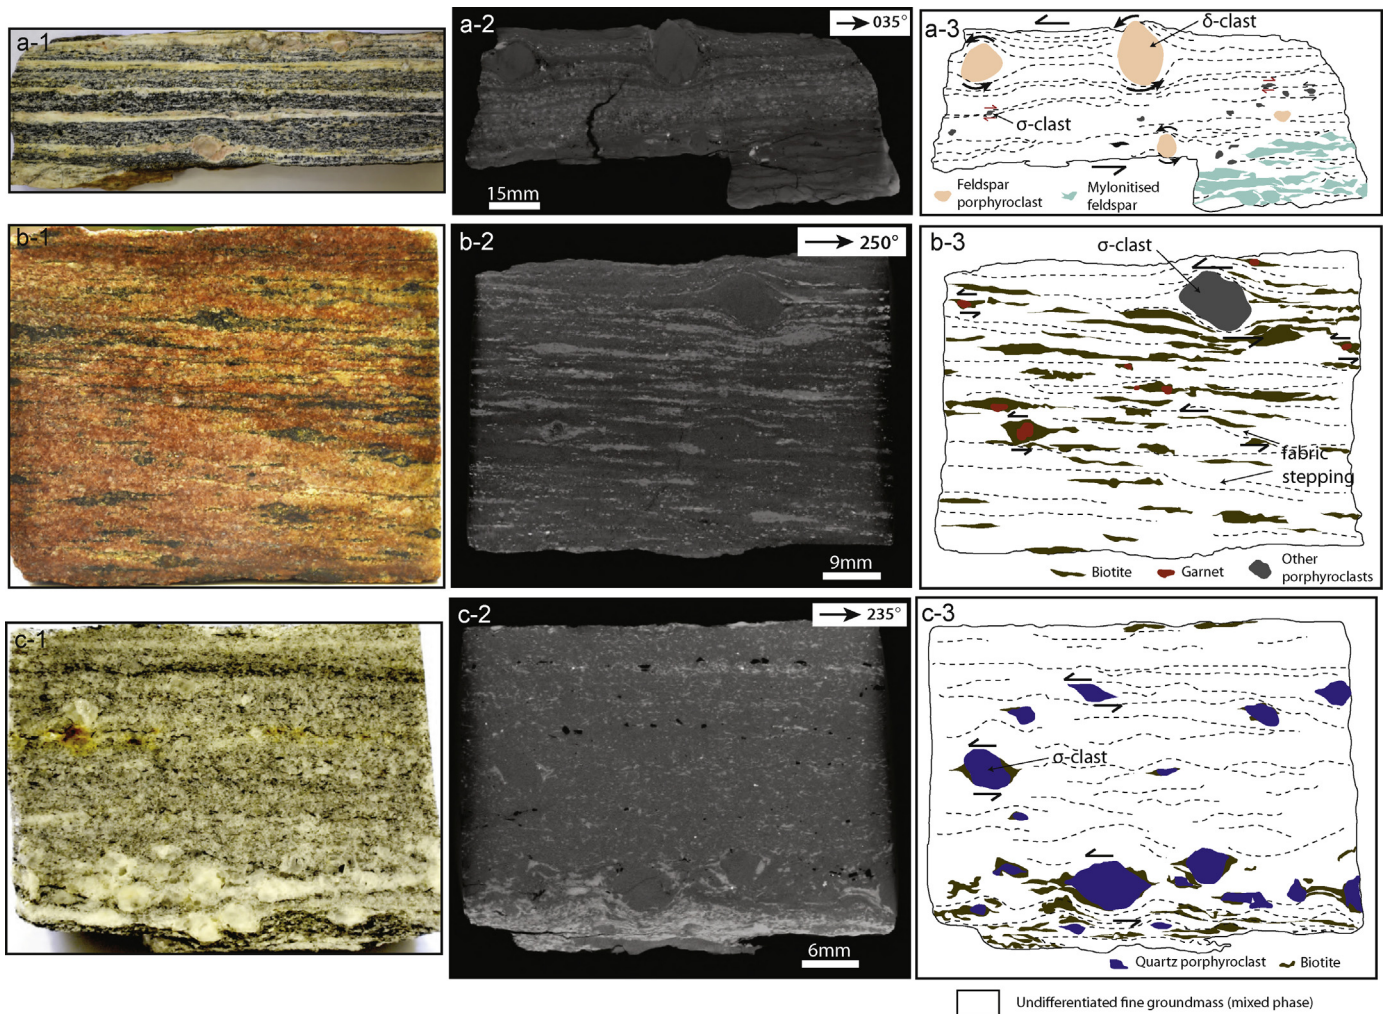 a-1
a-2
035°
15mm
a-3
δ-clast
σ-clast
Feldspar
porphyroclast
Mylonitised
feldspar
b-1
b-2
250°
9mm
b-3
σ-clast
fabric
stepping
Biotite
Garnet
Other
porphyroclasts
c-1
c-2
235°
6mm
c-3
σ-clast
Quartz porphyroclast
Biotite
Undifferentiated fine groundmass (mixed phase)